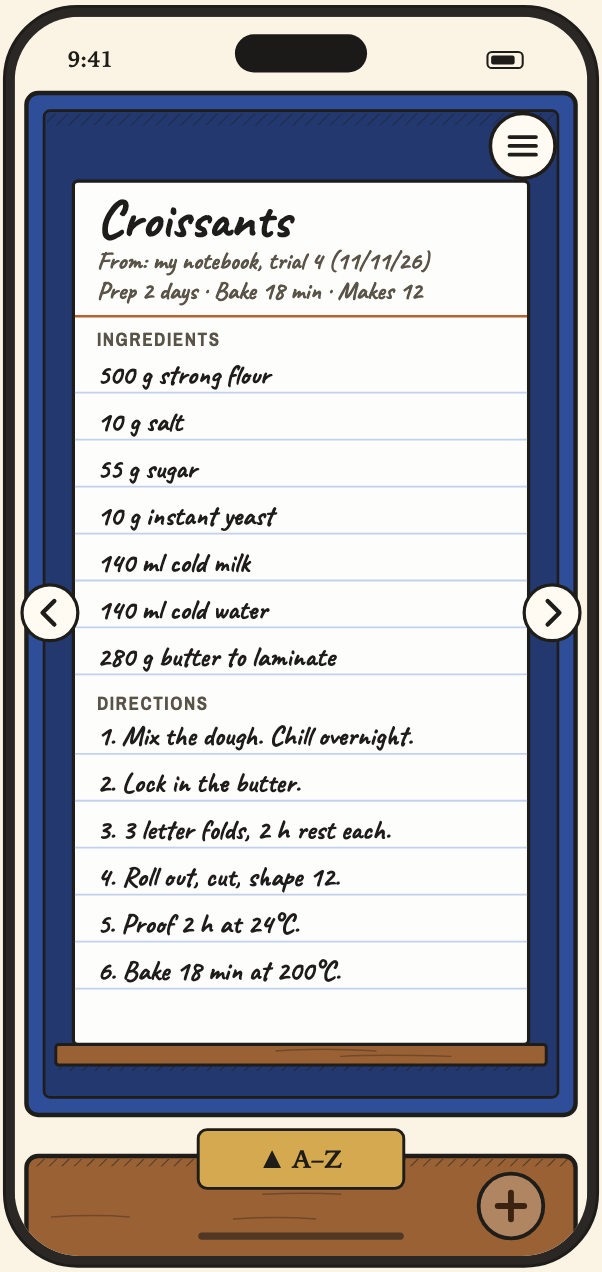 9:41
Croissants
From: my notebook, trial 4 (11/11/26)
Prep 2 days · Bake 18 min · Makes 12
INGREDIENTS
500 g strong flour
10 g salt
55 g sugar
10 g instant yeast
140 ml cold milk
140 ml cold water
280 g butter to laminate
DIRECTIONS
1. Mix the dough. Chill overnight.
2. Lock in the butter.
3. 3 letter folds, 2 h rest each.
4. Roll out, cut, shape 12.
5. Proof 2 h at 24°C.
6. Bake 18 min at 200°C.
▲ A–Z